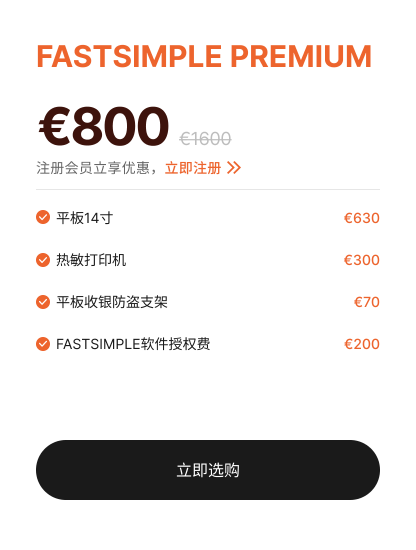 FASTSIMPLE PREMIUM
€800 €1600
注册会员立享优惠，立即注册
平板14寸 €630
热敏打印机 €300
平板收银防盗支架 €70
FASTSIMPLE软件授权费 €200
立即选购